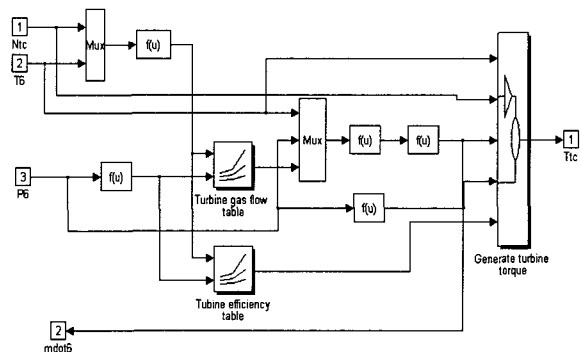 1
Ntc
2
T6
Mux
f(u)
3
P6
f(u)
Turbine gas flow
table
Mux
f(u)
f(u)
f(u)
Tubine efficiency
table
Generate turbine
torque
1
Ttc
2
mdot6